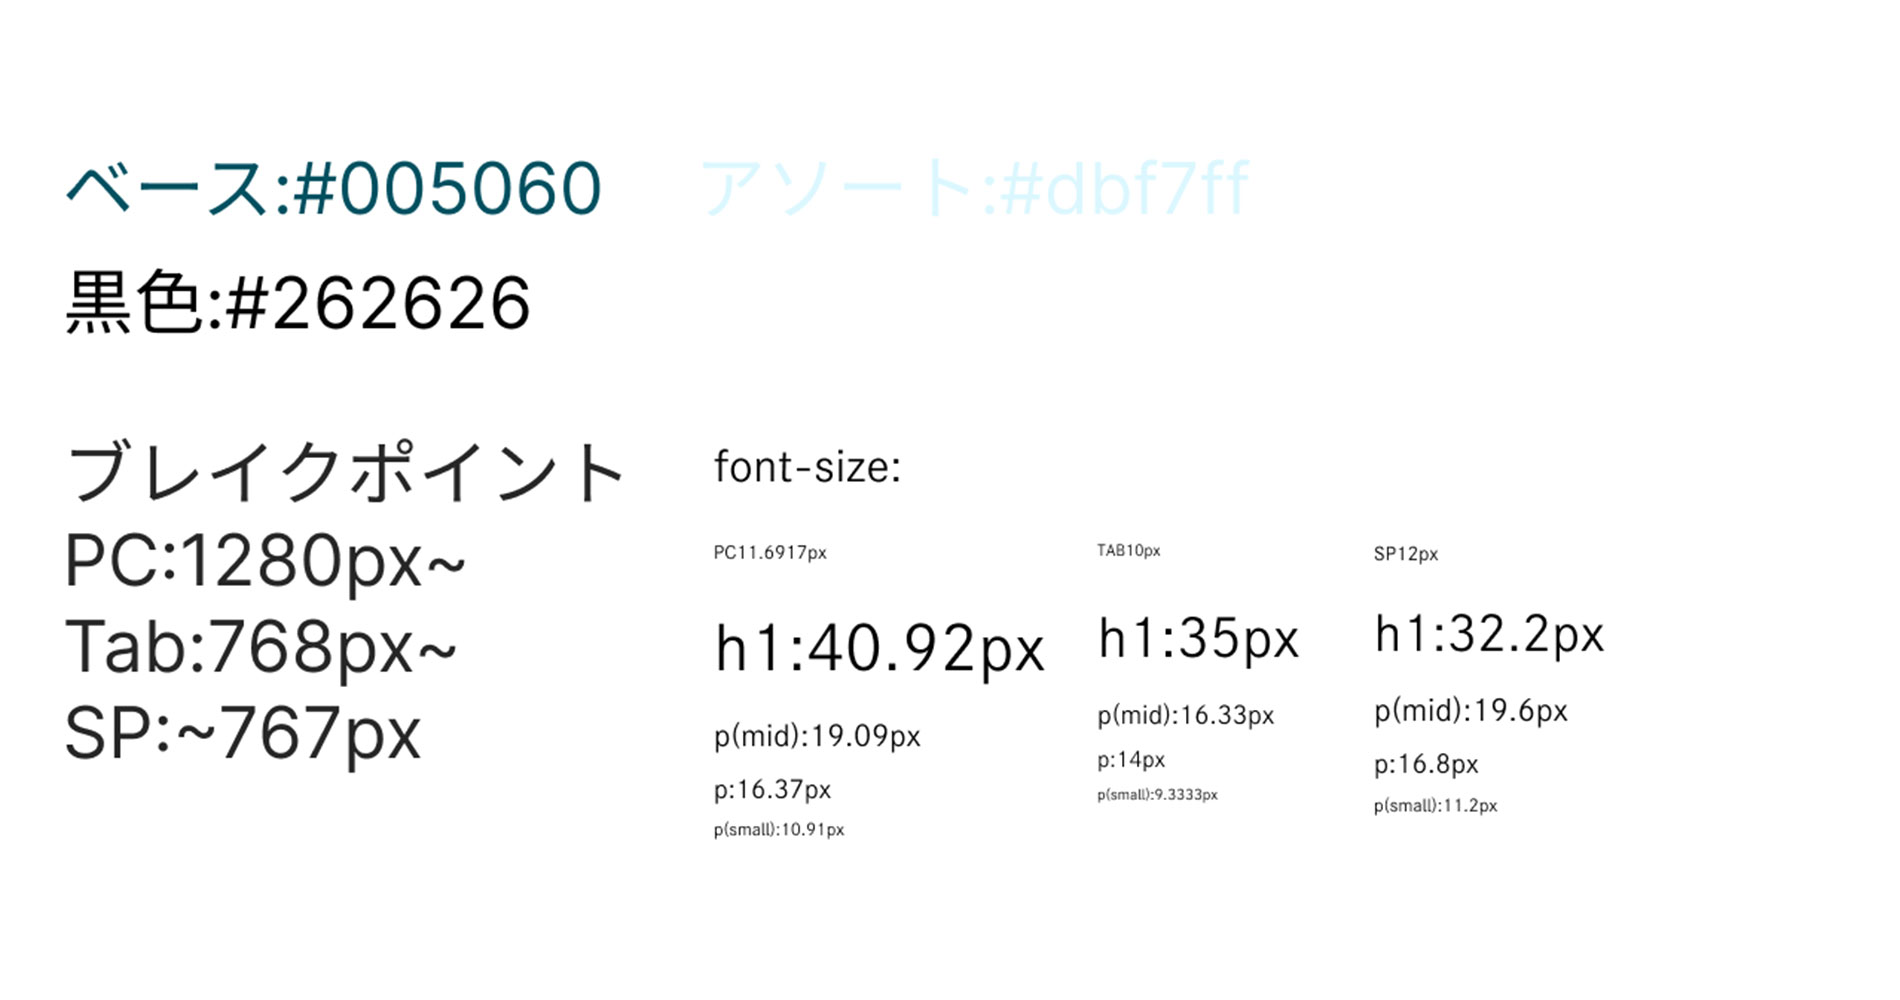 ベース:#005060
アソート:#dbf7ff
黒色:#262626
ブレイクポイント
PC:1280px~
Tab:768px~
SP:~767px
font-size:
PC11.6917px
h1:40.92px
p(mid):19.09px
p:16.37px
p(small):10.91px
TAB10px
h1:35px
p(mid):16.33px
p:14px
p(small):9.3333px
SP12px
h1:32.2px
p(mid):19.6px
p:16.8px
p(small):11.2px